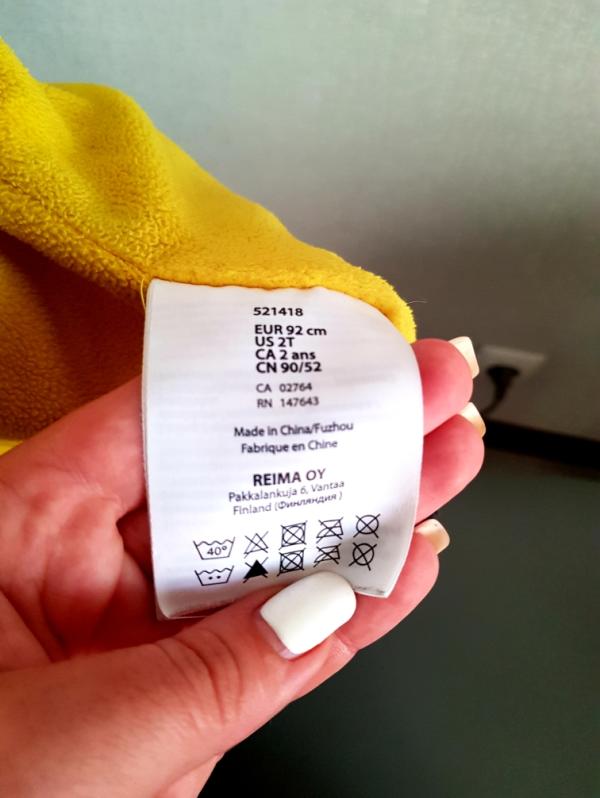 521418
EUR 92 cm
US 2T
CA 2 ans
CN 90/52
CA 02764
RN 147643
Made in China/Fuzhou
Fabrique en Chine
REIMA OY
Pakkalankuja 6, Vantaa
Finland (Финляндия )
40°